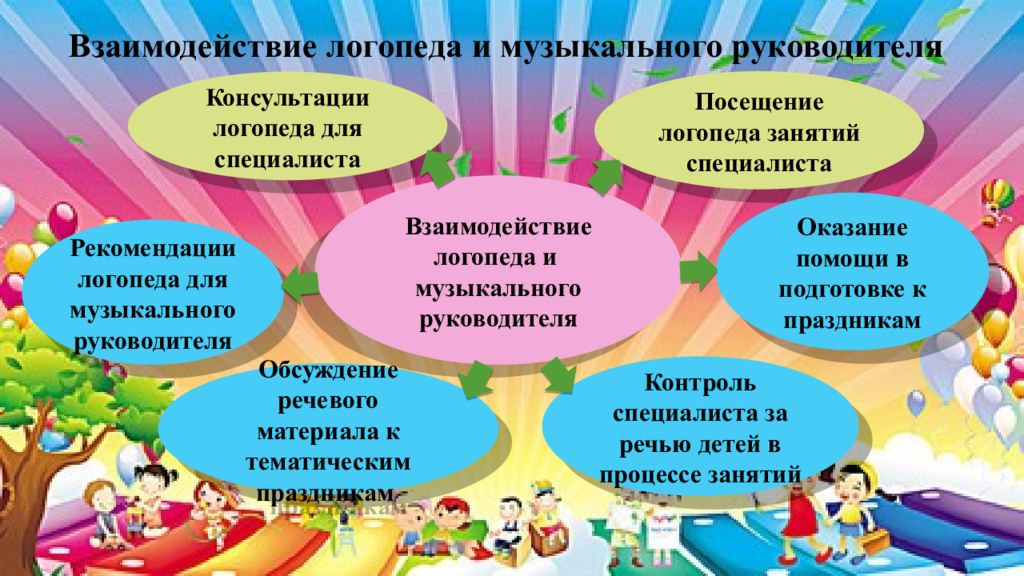 Взаимодействие логопеда и музыкального руководителя
Консультации
логопеда для
специалиста
Посещение
логопеда занятий
специалиста
Взаимодействие
логопеда и
музыкального
руководителя
Рекомендации
логопеда для
музыкального
руководителя
Оказание
помощи в
подготовке к
праздникам
Обсуждение
речевого
материала к
тематическим
праздникам
Контроль
специалиста за
речью детей в
процессе занятий